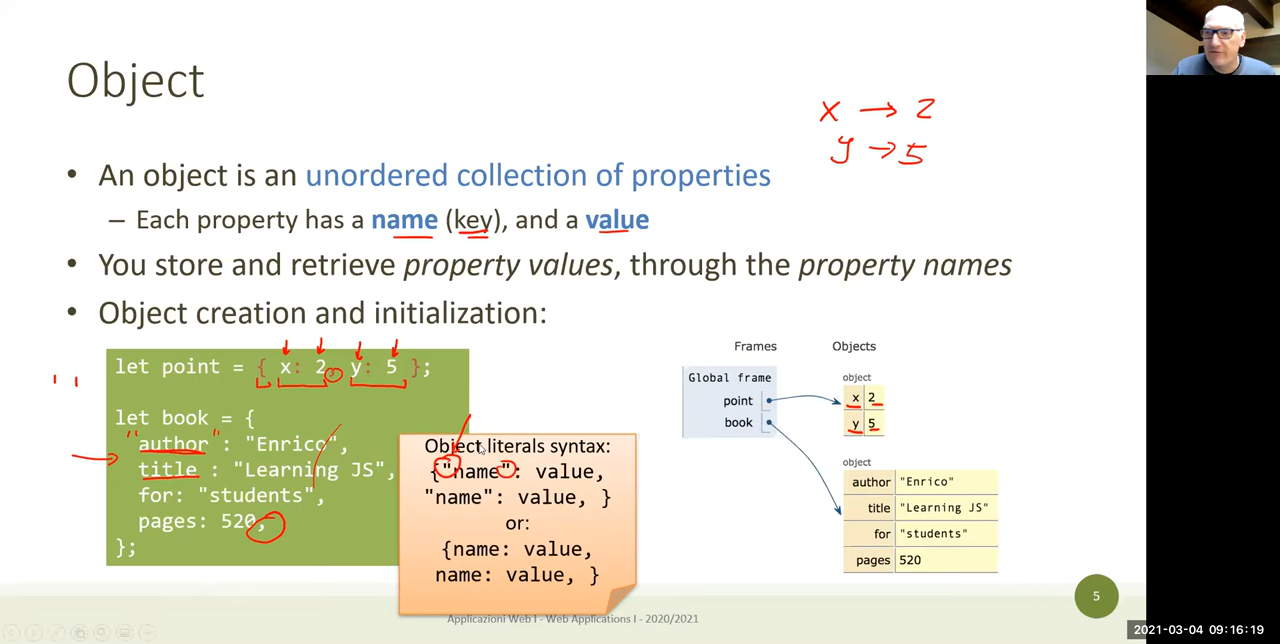 Object
x → 2
y → 5
• An object is an unordered collection of properties
– Each property has a name (key), and a value
• You store and retrieve property values, through the property names
• Object creation and initialization:
let point = { x: 2, y: 5 };
let book = {
"author" : "Enrico",
title : "Learning JS",
for: "students",
pages: 520,
};
Object literals syntax:
{"name": value,
"name": value, }
or:
{name: value,
name: value, }
Frames
Objects
Global frame
point
book
object
x 2
y 5
object
author "Enrico"
title "Learning JS"
for "students"
pages 520
Applicazioni Web I - Web Applications I - 2020/2021
5
2021-03-04 09:16:19